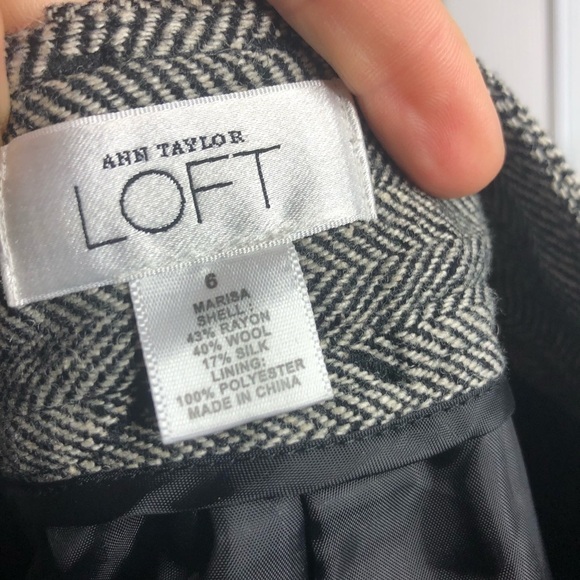 ANN TAYLOR
LOFT
6
MARISA
SHELL:
43% RAYON
40% WOOL
17% SILK
LINING:
100% POLYESTER
MADE IN CHINA